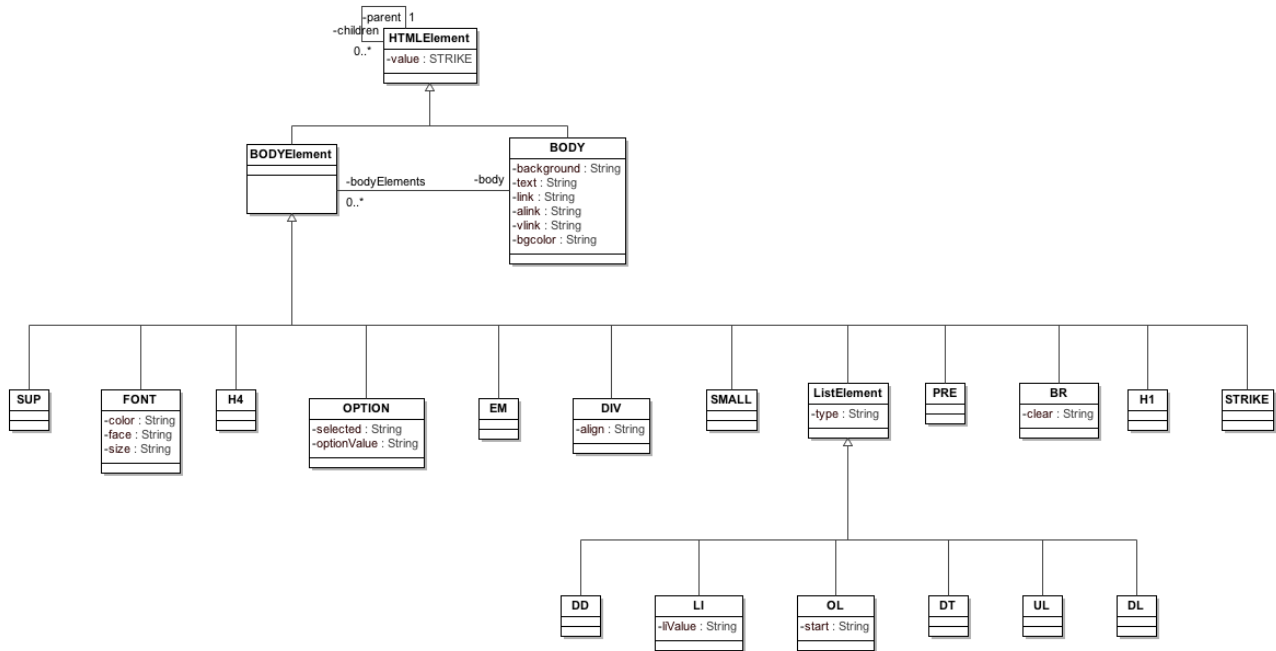 -parent 1
-children
0..*
HTMLElement
-value : STRIKE
BODYElement
-bodyElements
0..*
-body
BODY
-background : String
-text : String
-link : String
-alink : String
-vlink : String
-bgcolor : String
SUP
FONT
-color : String
-face : String
-size : String
H4
OPTION
-selected : String
-optionValue : String
EM
DIV
-align : String
SMALL
ListElement
-type : String
PRE
BR
-clear : String
H1
STRIKE
DD
LI
-liValue : String
OL
-start : String
DT
UL
DL